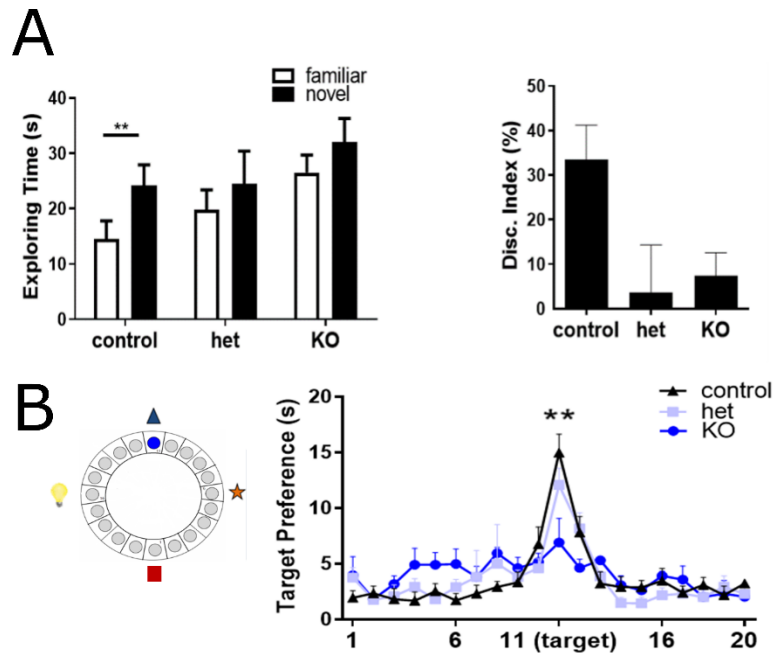 A
familiar
novel
Exploring Time (s)
40
30
20
10
0
**
control het KO
Disc. Index (%)
50
40
30
20
10
0
control het KO
B
Target Preference (s)
20
15
10
5
0
**
control
het
KO
1 6 11 (target) 16 20